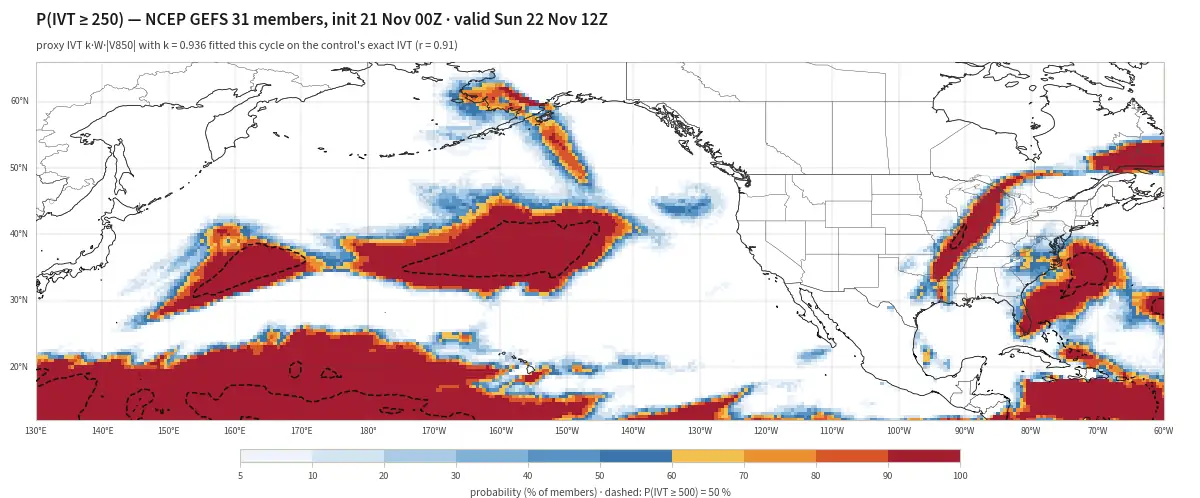 P(IVT ≥ 250) — NCEP GEFS 31 members, init 21 Nov 00Z · valid Sun 22 Nov 12Z
proxy IVT k·W·|V850| with k = 0.936 fitted this cycle on the control's exact IVT (r = 0.91)
60°N
50°N
40°N
30°N
20°N
130°E 140°E 150°E 160°E 170°E 180° 170°W 160°W 150°W 140°W 130°W 120°W 110°W 100°W 90°W 80°W 70°W 60°W
5 10 20 30 40 50 60 70 80 90 100
probability (% of members) · dashed: P(IVT ≥ 500) = 50 %